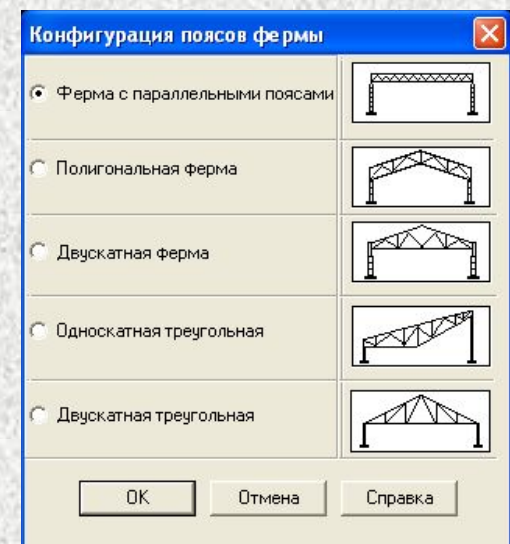 Конфигурация поясов фермы
Ферма с параллельными поясами
Полигональная ферма
Двускатная ферма
Односкатная треугольная
Двускатная треугольная
OK Отмена Справка